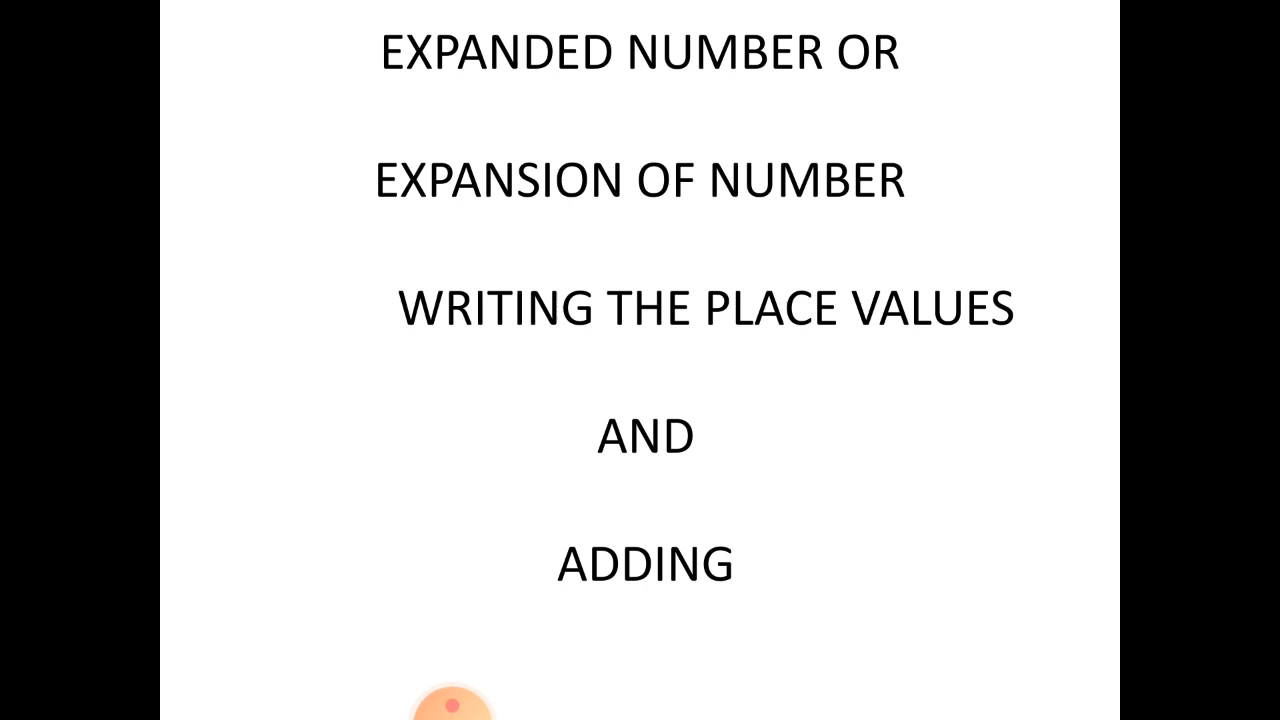 EXPANDED NUMBER OR
EXPANSION OF NUMBER
WRITING THE PLACE VALUES
AND
ADDING